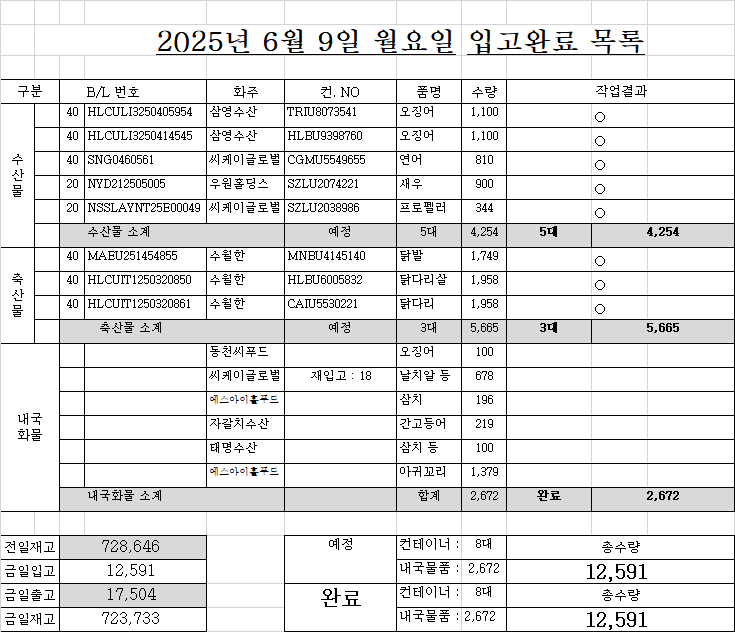 2025년 6월 9일 월요일 입고완료 목록
구분 B/L 번호 화주 컨. NO 품명 수량 작업결과
수산물
40 HLCULI3250405954 삼영수산 TRIU8073541 오징어 1,100 ○
40 HLCULI3250414545 삼영수산 HLBU9398760 오징어 1,100 ○
40 SNG0460561 씨케이글로벌 CGMU5549655 연어 810 ○
20 NYD212505005 우원홀딩스 SZLU2074221 새우 900 ○
20 NSSLAYNT25E00049 씨케이글로벌 SZLU2038986 프로펠러 344 ○
수산물 소계 예정 5대 4,254 5대 4,254
축산물
40 MAEU251454855 수월한 MNBU4145140 닭발 1,749 ○
40 HLCUIT1250320850 수월한 HLBU6005832 닭다리살 1,958 ○
40 HLCUIT1250320861 수월한 CAIU5530221 닭다리 1,958 ○
축산물 소계 예정 3대 5,665 3대 5,665
내국화물
동천씨푸드 오징어 100
씨케이글로벌 재입고 : 18 날치알 등 678
에스아이홀푸드 삼치 196
자갈치수산 간고등어 219
태명수산 삼치 등 100
에스아이홀푸드 아귀꼬리 1,379
내국화물 소계 합계 2,672 완료 2,672
전일재고 728,646 예정 컨테이너 : 8대 총수량
금일입고 12,591 내국물품 : 2,672 12,591
금일출고 17,504 완료 컨테이너 : 8대 총수량
금일재고 723,733 내국물품 : 2,672 12,591